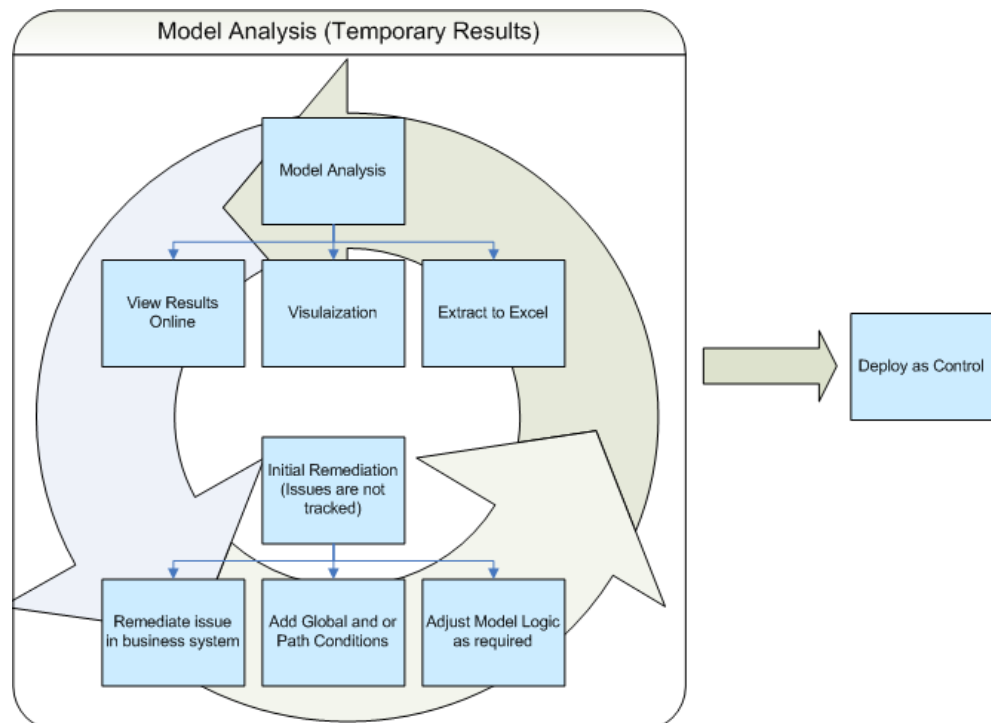 Model Analysis (Temporary Results)
Model Analysis
View Results
Online
Visulaization
Extract to Excel
Deploy as Control
Initial Remediation
(Issues are not
tracked)
Remediate issue
in business system
Add Global and or
Path Conditions
Adjust Model Logic
as required